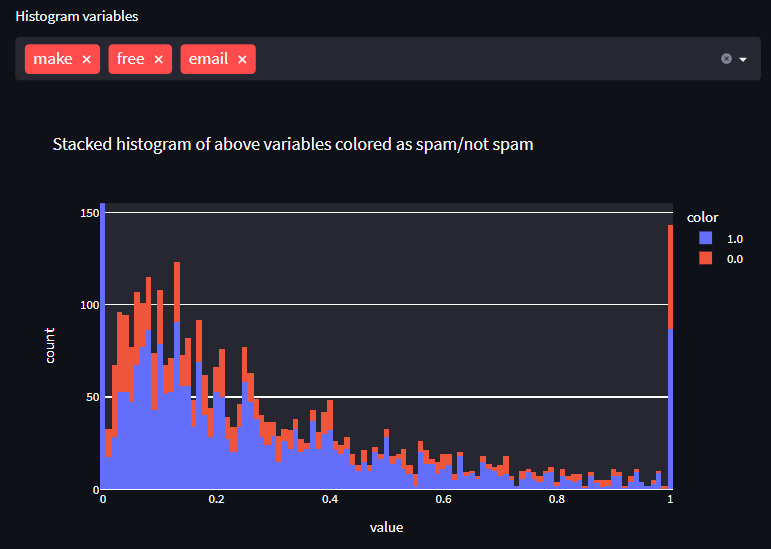 Histogram variables
make × free × email ×
Stacked histogram of above variables colored as spam/not spam
color
1.0
0.0
150
100
50
0
count
0 0.2 0.4 0.6 0.8 1
value